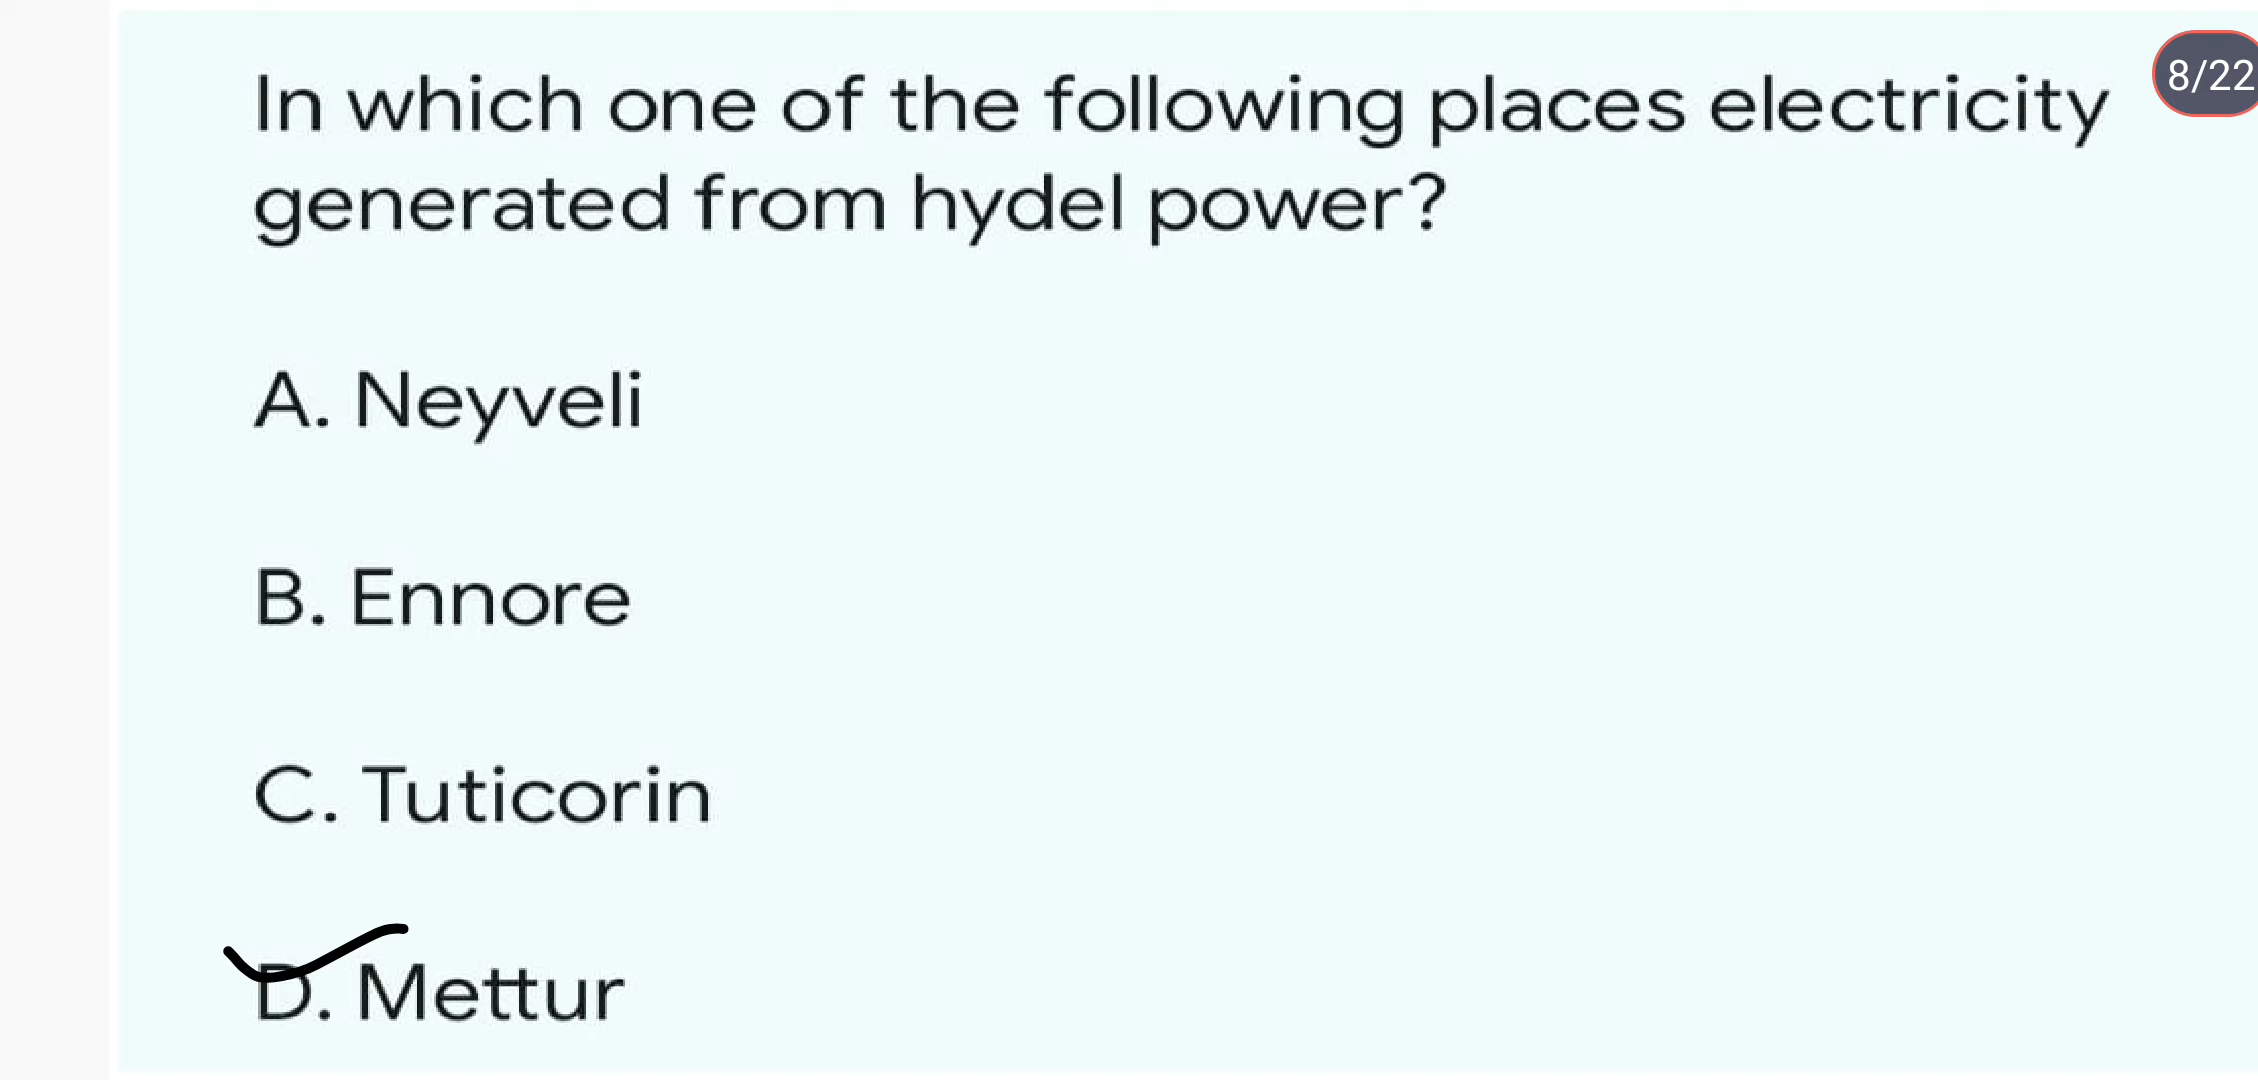 In which one of the following places electricity
8/22
generated from hydel power?
A. Neyveli
B. Ennore
C. Tuticorin
D. Mettur